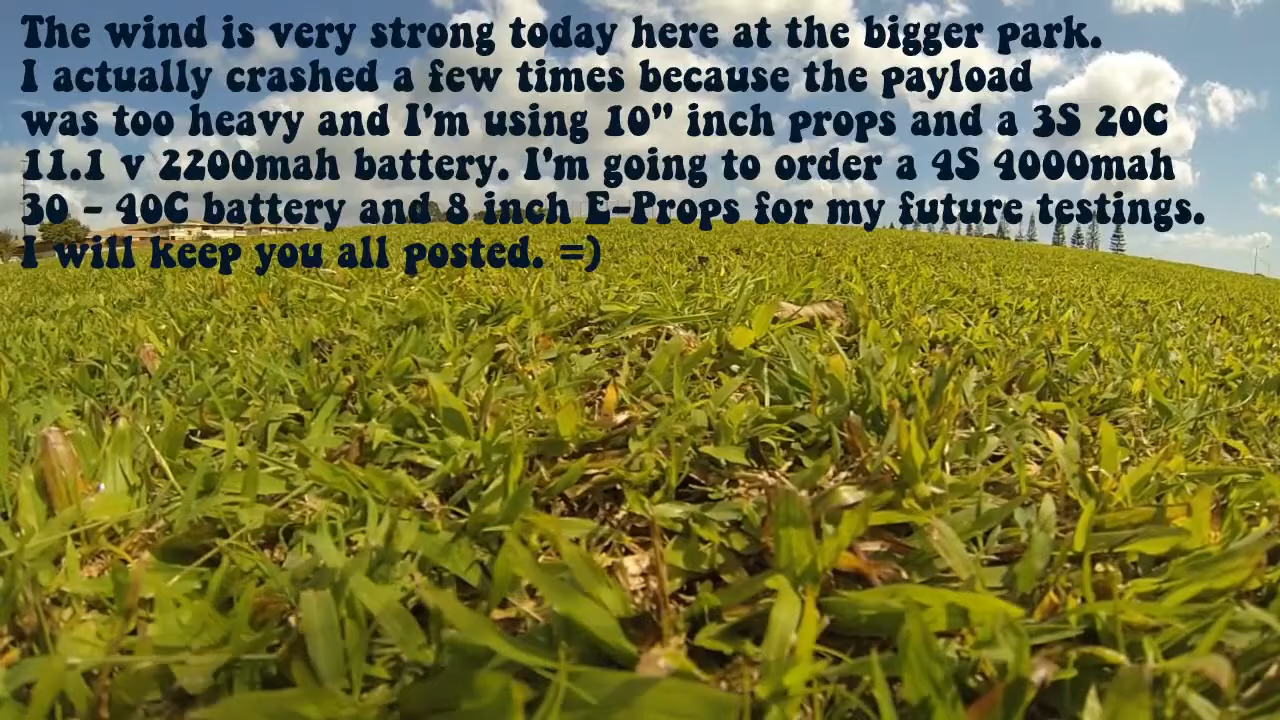 The wind is very strong today here at the bigger park.
I actually crashed a few times because the payload
was too heavy and I'm using 10" inch props and a 3S 20C
11.1 v 2200mah battery. I'm going to order a 4S 4000mah
30 - 40C battery and 8 inch E-Props for my future testings.
I will keep you all posted. =)